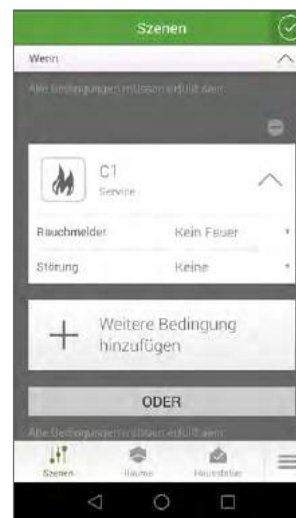 Szenen
Wenn
Alle Bedingungen müssen erfüllt sein
C1
Service
Rauchmelder Kein Feuer
Störung Keine
Weitere Bedingung
hinzufügen
ODER
Alle Bedingungen müssen erfüllt sein
Szenen Räume Hausstatus